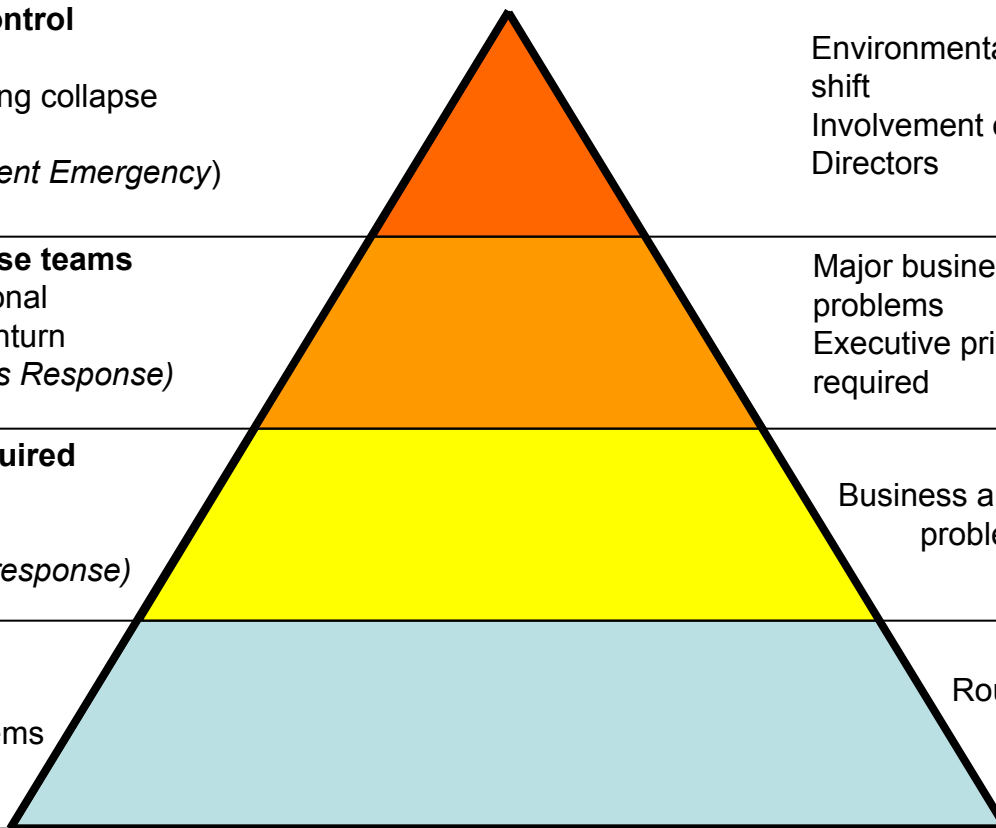 ontrol
ng collapse
ent Emergency)
Environmenta
shift
Involvement
Directors
se teams
onal
nturn
s Response)
Major busine
problems
Executive pri
required
uired
response)
Business a
proble
Rou
ems